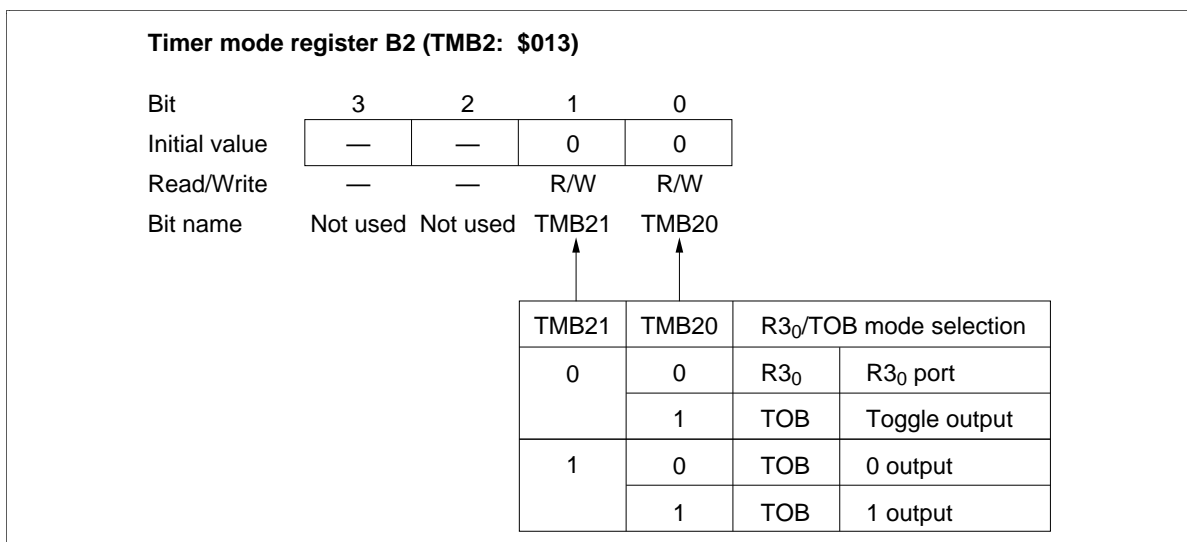 Timer mode register B2 (TMB2: $013)
Bit 3 2 1 0
Initial value — — 0 0
Read/Write — — R/W R/W
Bit name Not used Not used TMB21 TMB20
TMB21 TMB20 R3₀/TOB mode selection
0 0 R3₀ R3₀ port
1 TOB Toggle output
1 0 TOB 0 output
1 TOB 1 output